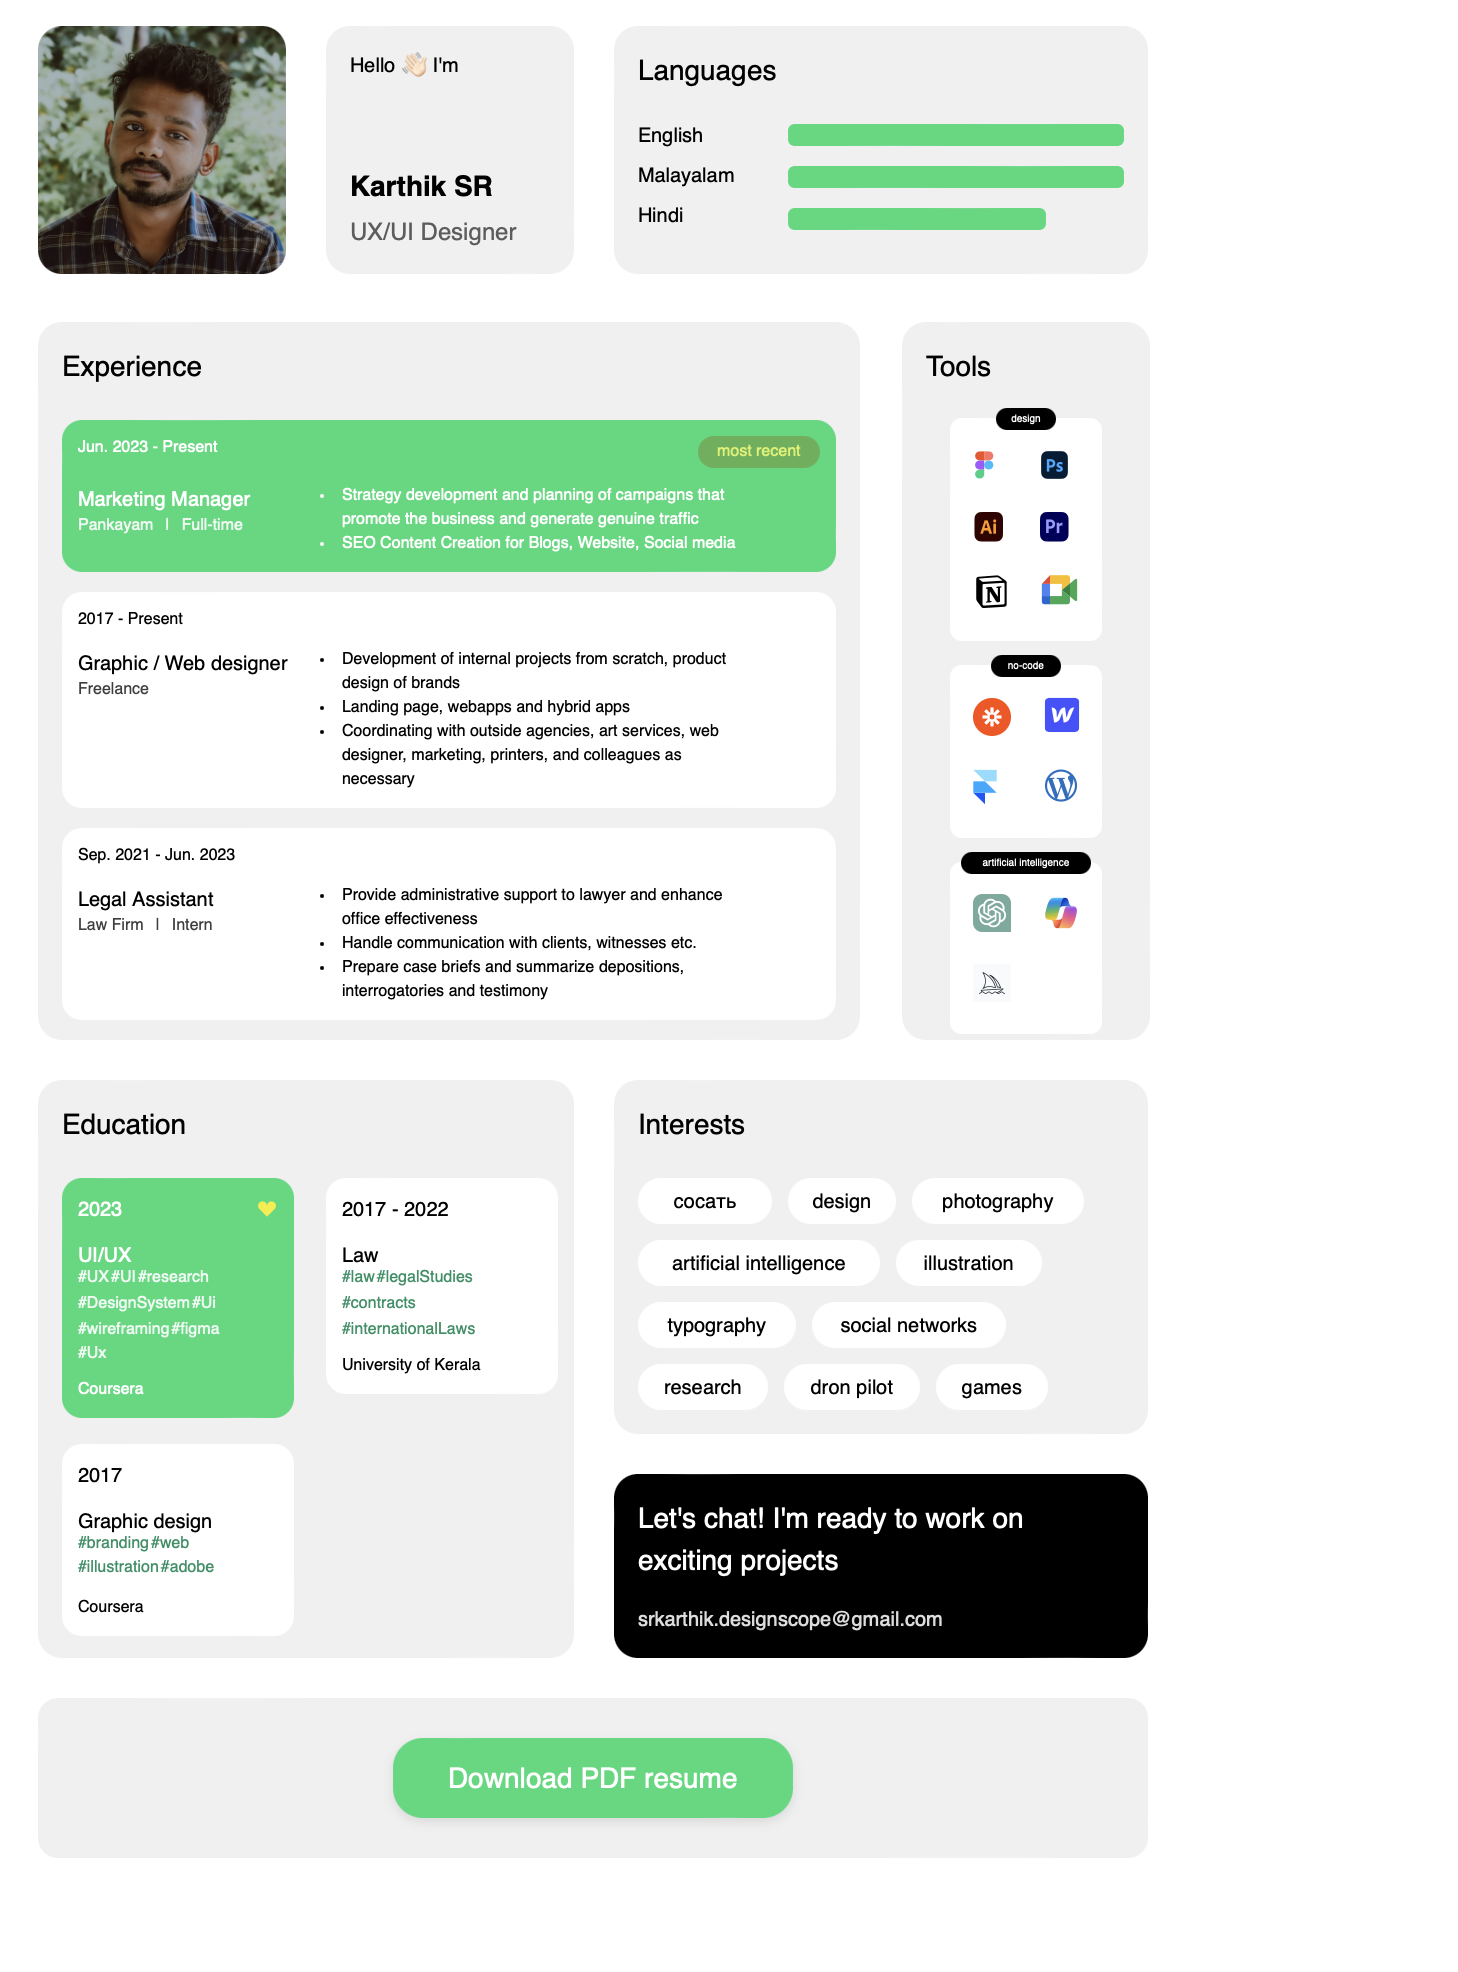 Hello 👋🏻 I'm
Karthik SR
UX/UI Designer
Languages
English
Malayalam
Hindi
Experience
Jun. 2023 - Present
most recent
Marketing Manager
Pankayam | Full-time
• Strategy development and planning of campaigns that
promote the business and generate genuine traffic
• SEO Content Creation for Blogs, Website, Social media
2017 - Present
Graphic / Web designer
Freelance
• Development of internal projects from scratch, product
design of brands
• Landing page, webapps and hybrid apps
• Coordinating with outside agencies, art services, web
designer, marketing, printers, and colleagues as
necessary
Sep. 2021 - Jun. 2023
Legal Assistant
Law Firm | Intern
• Provide administrative support to lawyer and enhance
office effectiveness
• Handle communication with clients, witnesses etc.
• Prepare case briefs and summarize depositions,
interrogatories and testimony
Tools
design
Ps
Ai
Pr
N
no-code
W
W
artificial intelligence
Education
2023
UI/UX
#UX #UI #research
#DesignSystem #Ui
#wireframing #figma
#Ux
Coursera
2017 - 2022
Law
#law #legalStudies
#contracts
#internationalLaws
University of Kerala
2017
Graphic design
#branding #web
#illustration #adobe
Coursera
Interests
сосать
design
photography
artificial intelligence
illustration
typography
social networks
research
dron pilot
games
Let's chat! I'm ready to work on
exciting projects
srkarthik.designscope@gmail.com
Download PDF resume